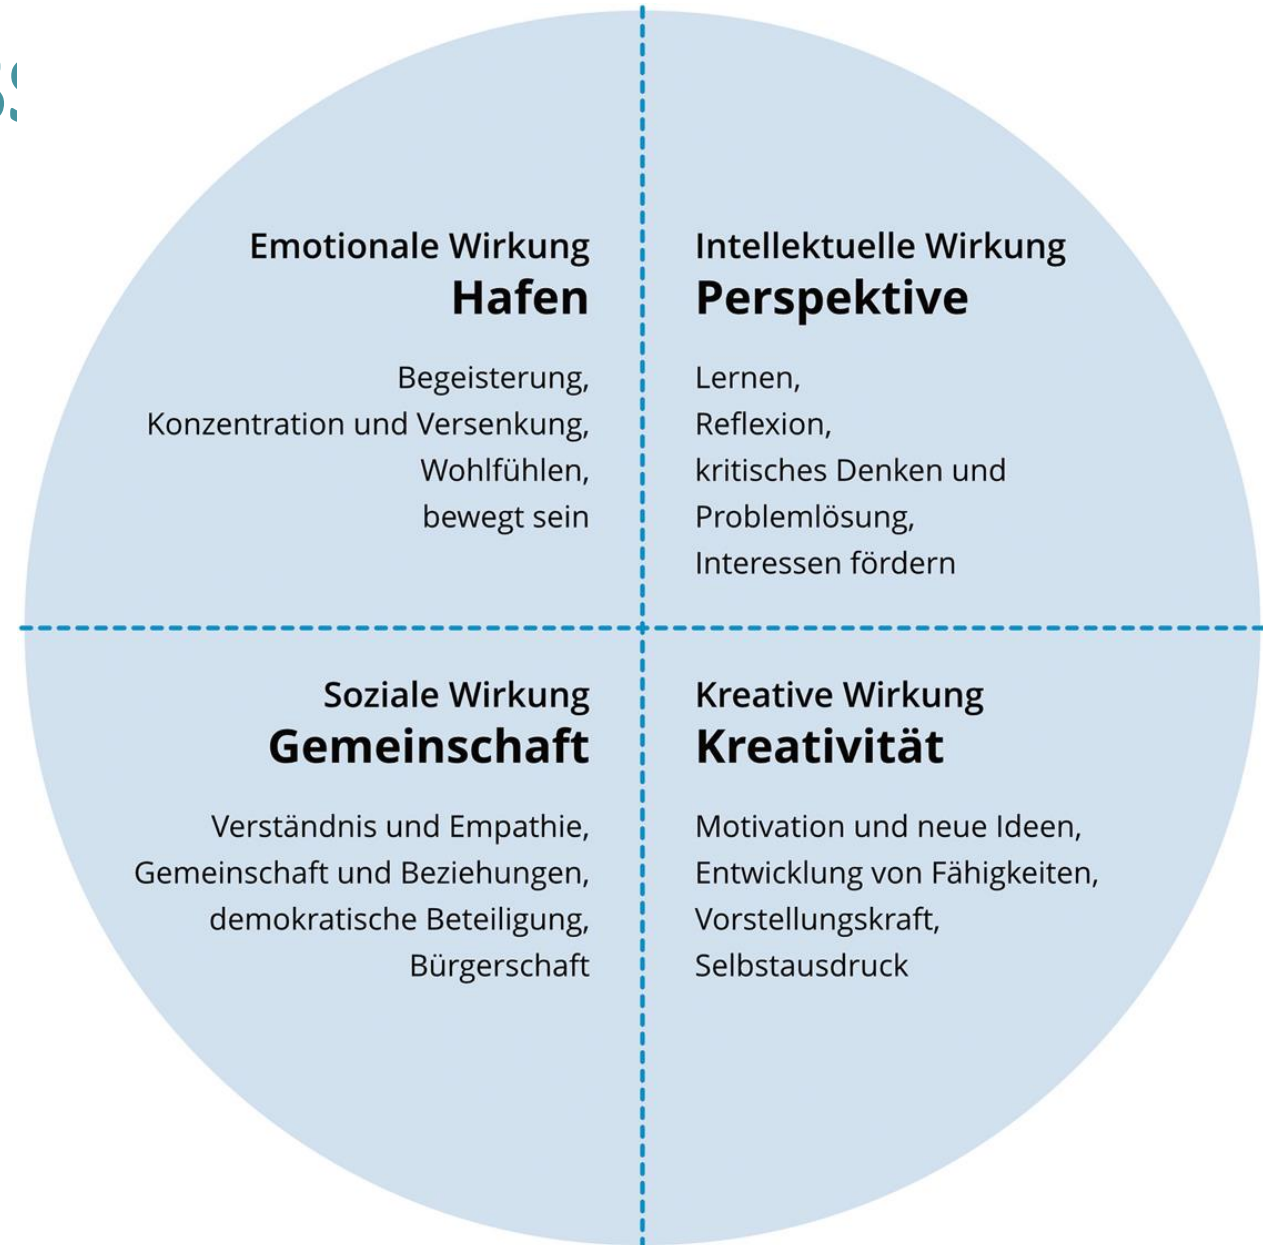 Emotionale Wirkung
Hafen
Begeisterung,
Konzentration und Versenkung,
Wohlfühlen,
bewegt sein
Intellektuelle Wirkung
Perspektive
Lernen,
Reflexion,
kritisches Denken und
Problemlösung,
Interessen fördern
Soziale Wirkung
Gemeinschaft
Verständnis und Empathie,
Gemeinschaft und Beziehungen,
demokratische Beteiligung,
Bürgerschaft
Kreative Wirkung
Kreativität
Motivation und neue Ideen,
Entwicklung von Fähigkeiten,
Vorstellungskraft,
Selbstausdruck